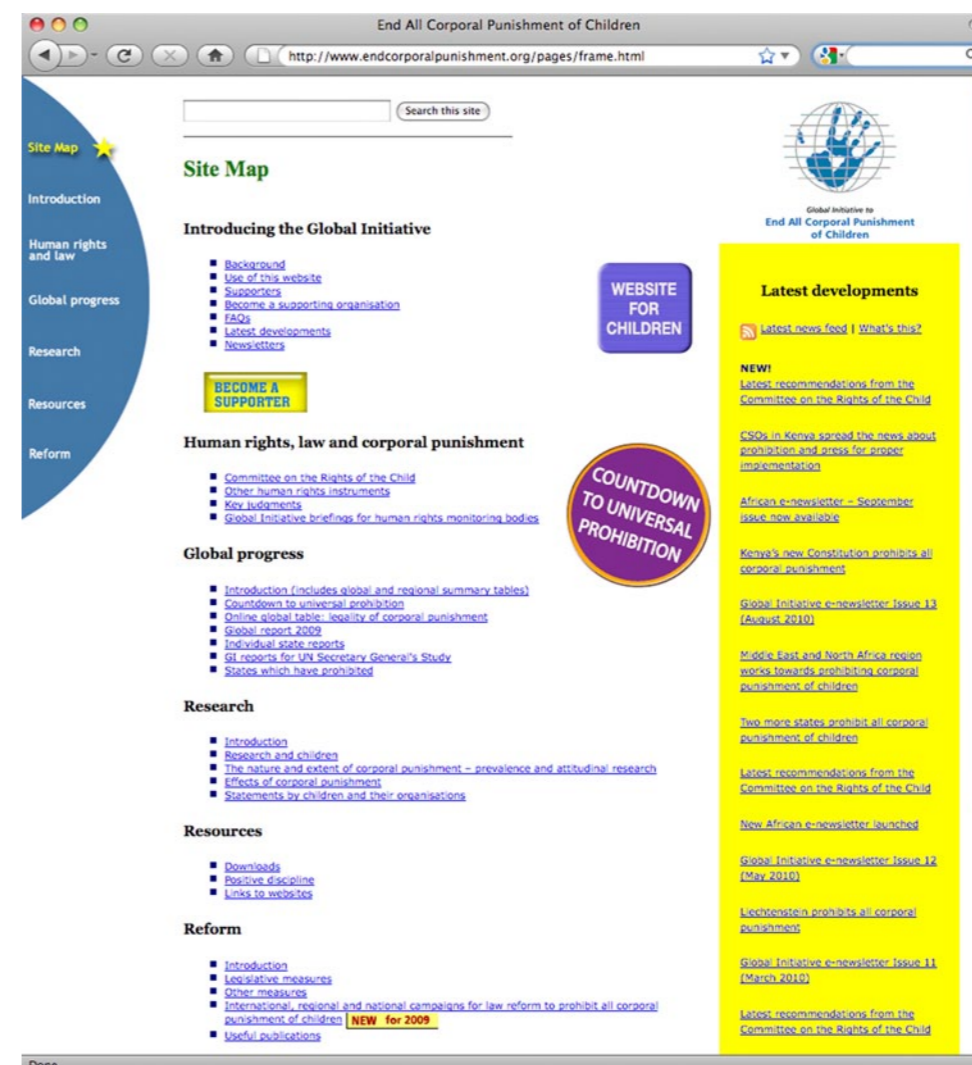 End All Corporal Punishment of Children
http://www.endcorporalpunishment.org/pages/frame.html
Site Map
Introduction
Human rights
and law
Global progress
Research
Resources
Reform
Search this site
Site Map
Introducing the Global Initiative
Background
Use of this website
Supporters
Become a supporting organisation
FAQs
Latest developments
Newsletters
WEBSITE
FOR
CHILDREN
BECOME A
SUPPORTER
Human rights, law and corporal punishment
Committee on the Rights of the Child
Other human rights instruments
Key judgments
Global Initiative briefings for human rights monitoring bodies
COUNTDOWN
TO UNIVERSAL
PROHIBITION
Global progress
Introduction (includes global and regional summary tables)
Countdown to universal prohibition
Online global table: legality of corporal punishment
Global report 2009
Individual state reports
GI reports for UN Secretary General's Study
States which have prohibited
Research
Introduction
Research and children
The nature and extent of corporal punishment – prevalence and attitudinal research
Effects of corporal punishment
Statements by children and their organisations
Resources
Downloads
Positive discipline
Links to websites
Reform
Introduction
Legislative measures
Other measures
International, regional and national campaigns for law reform to prohibit all corporal
punishment of children NEW for 2009
Useful publications
Global Initiative to
End All Corporal Punishment
of Children
Latest developments
Latest news feed | What's this?
NEW!
Latest recommendations from the
Committee on the Rights of the Child
CSOs in Kenya spread the news about
prohibition and press for proper
implementation
African e-newsletter – September
issue now available
Kenya's new Constitution prohibits all
corporal punishment
Global Initiative e-newsletter Issue 13
(August 2010)
Middle East and North Africa region
works towards prohibiting corporal
punishment of children
Two more states prohibit all corporal
punishment of children
Latest recommendations from the
Committee on the Rights of the Child
New African e-newsletter launched
Global Initiative e-newsletter Issue 12
(May 2010)
Liechtenstein prohibits all corporal
punishment
Global Initiative e-newsletter Issue 11
(March 2010)
Latest recommendations from the
Committee on the Rights of the Child